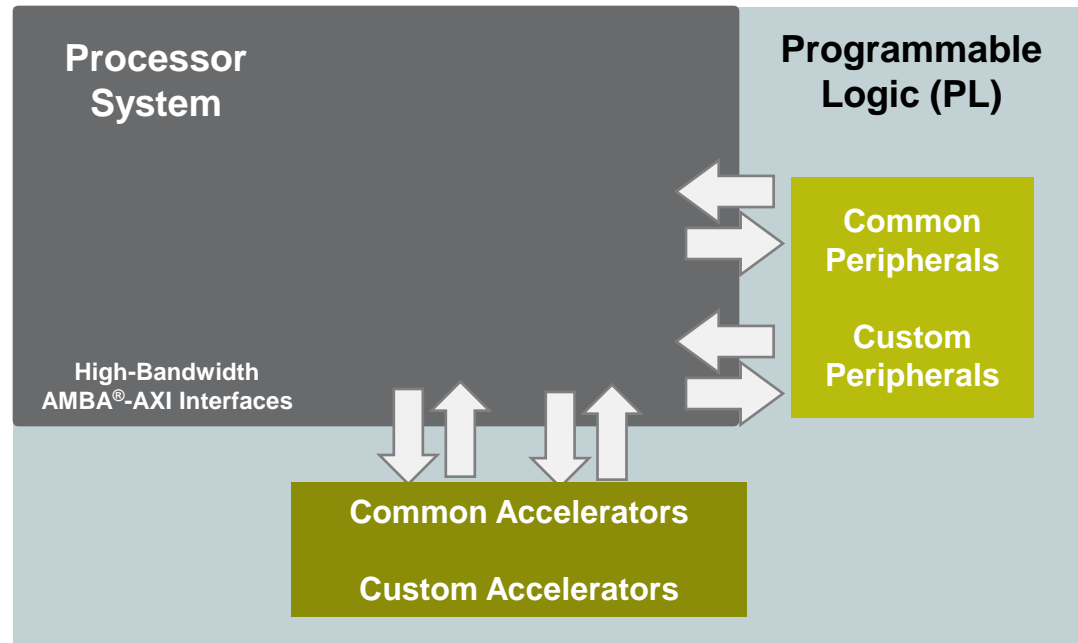 Processor
System
Programmable
Logic (PL)
Common
Peripherals
Custom
Peripherals
High-Bandwidth
AMBA®-AXI Interfaces
Common Accelerators
Custom Accelerators